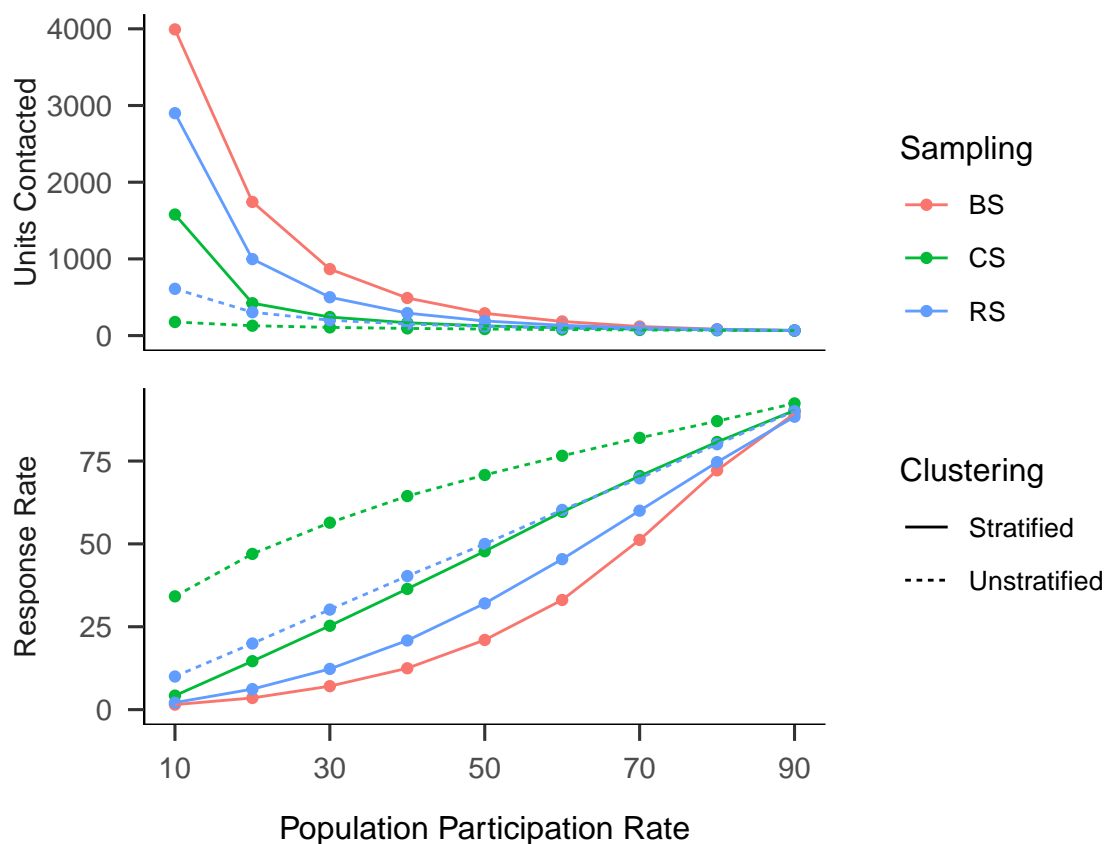 Units Contacted
4000
3000
2000
1000
0
Response Rate
75
50
25
0
10 30 50 70 90
Population Participation Rate
Sampling
BS
CS
RS
Clustering
Stratified
Unstratified